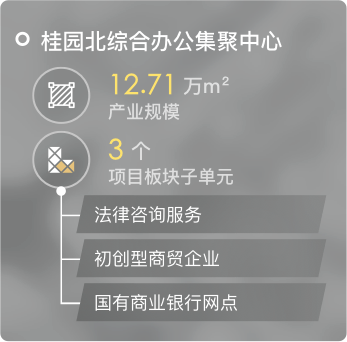 桂园北综合办公集聚中心
12.71 万m²
产业规模
3 个
项目板块子单元
法律咨询服务
初创型商贸企业
国有商业银行网点